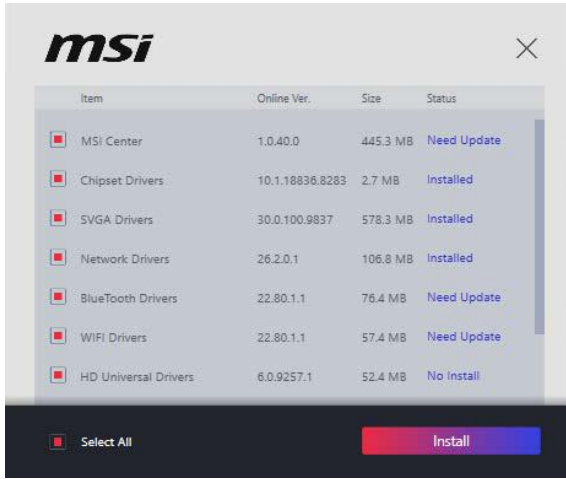 msi
Item Online Ver. Size Status
MSI Center 1.0.40.0 445.3 MB Need Update
Chipset Drivers 10.1.18836.8283 2.7 MB Installed
SVGA Drivers 30.0.100.9837 578.3 MB Installed
Network Drivers 26.2.0.1 106.8 MB Installed
BlueTooth Drivers 22.80.1.1 76.4 MB Need Update
WIFI Drivers 22.80.1.1 57.4 MB Need Update
HD Universal Drivers 6.0.9257.1 52.4 MB No Install
Select All Install